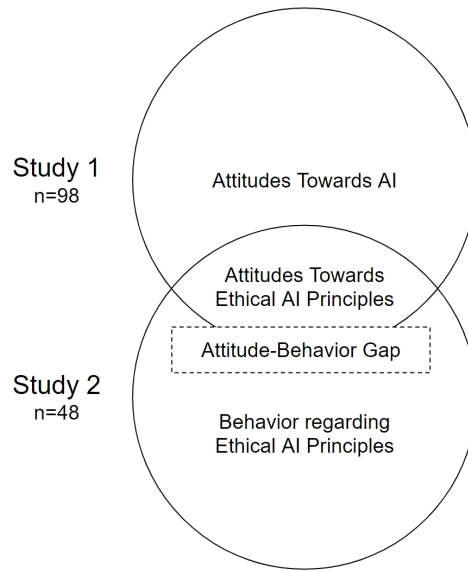 Study 1
n=98
Attitudes Towards AI
Attitudes Towards
Ethical AI Principles
Attitude-Behavior Gap
Study 2
n=48
Behavior regarding
Ethical AI Principles